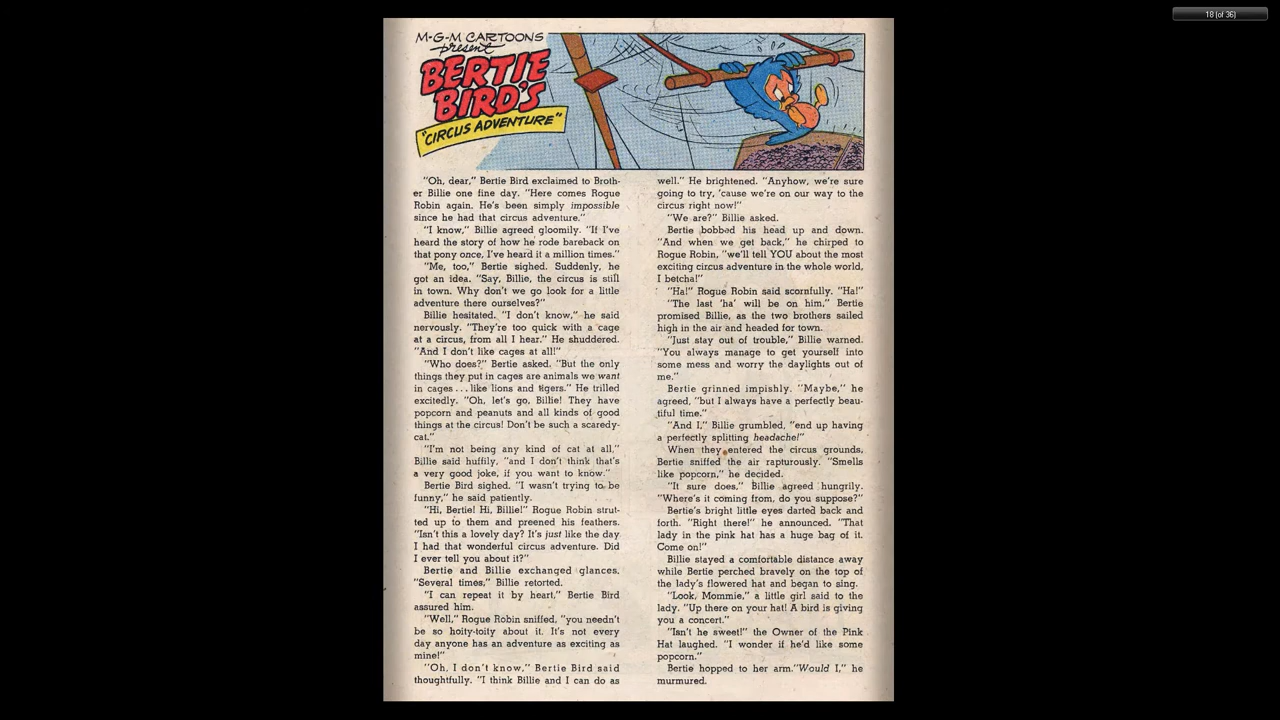 18 (of 36)
M·G·M CARTOONS
present
BERTIE
BIRD'S
"CIRCUS ADVENTURE"
"Oh, dear," Bertie Bird exclaimed to Broth-
er Billie one fine day. "Here comes Rogue
Robin again. He's been simply impossible
since he had that circus adventure."
"I know," Billie agreed gloomily. "If I've
heard the story of how he rode bareback on
that pony once, I've heard it a million times."
"Me, too," Bertie sighed. Suddenly, he
got an idea. "Say, Billie, the circus is still
in town. Why don't we go look for a little
adventure there ourselves?"
Billie hesitated. "I don't know," he said
nervously. "They're too quick with a cage
at a circus, from all I hear." He shuddered.
"And I don't like cages at all!"
"Who does?" Bertie asked. "But the only
things they put in cages are animals we want
in cages . . . like lions and tigers." He trilled
excitedly. "Oh, let's go, Billie! They have
popcorn and peanuts and all kinds of good
things at the circus! Don't be such a scaredy-
cat."
"I'm not being any kind of cat at all,"
Billie said huffily, "and I don't think that's
a very good joke, if you want to know."
Bertie Bird sighed. "I wasn't trying to be
funny," he said patiently.
"Hi, Bertie! Hi, Billie!" Rogue Robin strut-
ted up to them and preened his feathers.
"Isn't this a lovely day? It's just like the day
I had that wonderful circus adventure. Did
I ever tell you about it?"
Bertie and Billie exchanged glances.
"Several times," Billie retorted.
"I can repeat it by heart," Bertie Bird
assured him.
"Well," Rogue Robin sniffed, "you needn't
be so hoity-toity about it. It's not every
day anyone has an adventure as exciting as
mine!"
"Oh, I don't know," Bertie Bird said
thoughtfully. "I think Billie and I can do as
well." He brightened. "Anyhow, we're sure
going to try, 'cause we're on our way to the
circus right now!"
"We are?" Billie asked.
Bertie bobbed his head up and down.
"And when we get back," he chirped to
Rogue Robin, "we'll tell YOU about the most
exciting circus adventure in the whole world,
I betcha!"
"Ha!" Rogue Robin said scornfully. "Ha!"
"The last 'ha' will be on him," Bertie
promised Billie, as the two brothers sailed
high in the air and headed for town.
"Just stay out of trouble," Billie warned.
"You always manage to get yourself into
some mess and worry the daylights out of
me."
Bertie grinned impishly. "Maybe," he
agreed, "but I always have a perfectly beau-
tiful time."
"And I," Billie grumbled, "end up having
a perfectly splitting headache!"
When they entered the circus grounds,
Bertie sniffed the air rapturously. "Smells
like popcorn," he decided.
"It sure does," Billie agreed hungrily.
"Where's it coming from, do you suppose?"
Bertie's bright little eyes darted back and
forth. "Right there!" he announced. "That
lady in the pink hat has a huge bag of it.
Come on!"
Billie stayed a comfortable distance away
while Bertie perched bravely on the top of
the lady's flowered hat and began to sing.
"Look, Mommie," a little girl said to the
lady. "Up there on your hat! A bird is giving
you a concert."
"Isn't he sweet!" the Owner of the Pink
Hat laughed. "I wonder if he'd like some
popcorn."
Bertie hopped to her arm. "Would I," he
murmured.